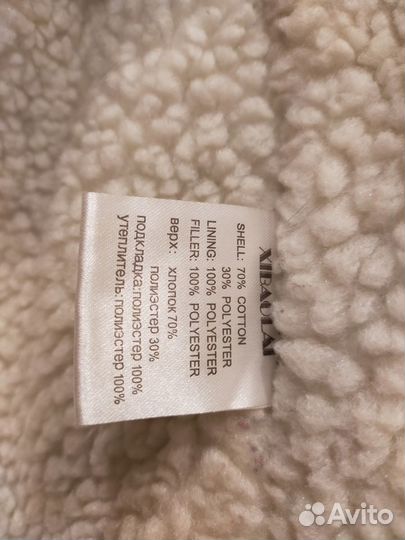 XIBAOLAI
SHELL: 70% COTTON
30% POLYESTER
LINING: 100% POLYESTER
FILLER: 100% POLYESTER
верх: хлопок 70%
полиэстер 30%
подкладка:полиэстер 100%
утеплитель:полиэстер 100%
Avito